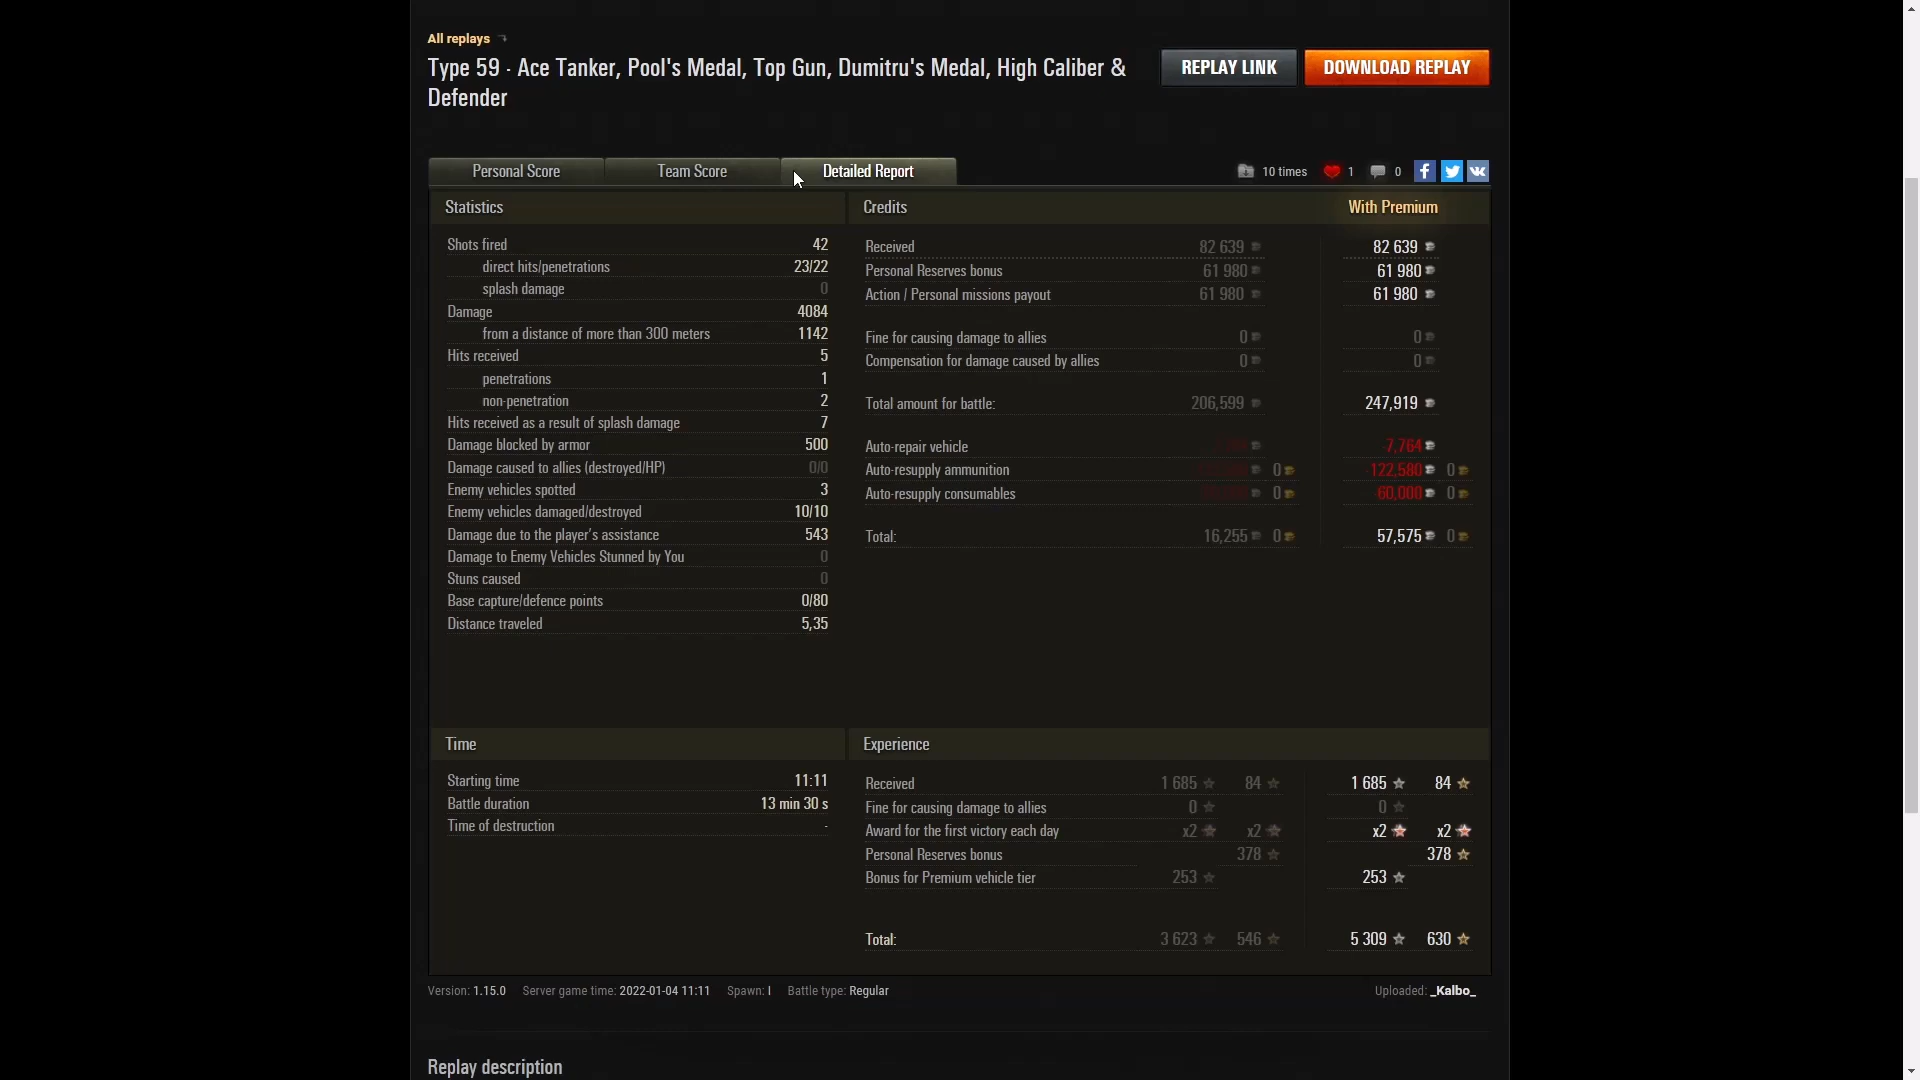 All replays
Type 59 - Ace Tanker, Pool's Medal, Top Gun, Dumitru's Medal, High Caliber &
Defender
REPLAY LINK
DOWNLOAD REPLAY
Personal Score
Team Score
Detailed Report
10 times
1
0
Statistics
Shots fired 42
direct hits/penetrations 23/22
splash damage 0
Damage 4084
from a distance of more than 300 meters 1142
Hits received 5
penetrations 1
non-penetration 2
Hits received as a result of splash damage 7
Damage blocked by armor 500
Damage caused to allies (destroyed/HP) 0/0
Enemy vehicles spotted 3
Enemy vehicles damaged/destroyed 10/10
Damage due to the player's assistance 543
Damage to Enemy Vehicles Stunned by You 0
Stuns caused 0
Base capture/defence points 0/80
Distance traveled 5,35
Credits With Premium
Received 82 639 82 639
Personal Reserves bonus 61 980 61 980
Action / Personal missions payout 61 980 61 980
Fine for causing damage to allies 0 0
Compensation for damage caused by allies 0 0
Total amount for battle: 206,599 247,919
Auto-repair vehicle -7,764
Auto-resupply ammunition 0 -122,580 0
Auto-resupply consumables 0 -60,000 0
Total: 16,255 0 57,575 0
Time
Starting time 11:11
Battle duration 13 min 30 s
Time of destruction -
Experience
Received 1 685 84 1 685 84
Fine for causing damage to allies 0 0
Award for the first victory each day x2 x2 x2 x2
Personal Reserves bonus 378 378
Bonus for Premium vehicle tier 253 253
Total: 3 623 546 5 309 630
Version: 1.15.0 Server game time: 2022-01-04 11:11 Spawn: I Battle type: Regular
Uploaded: _Kalbo_
Replay description